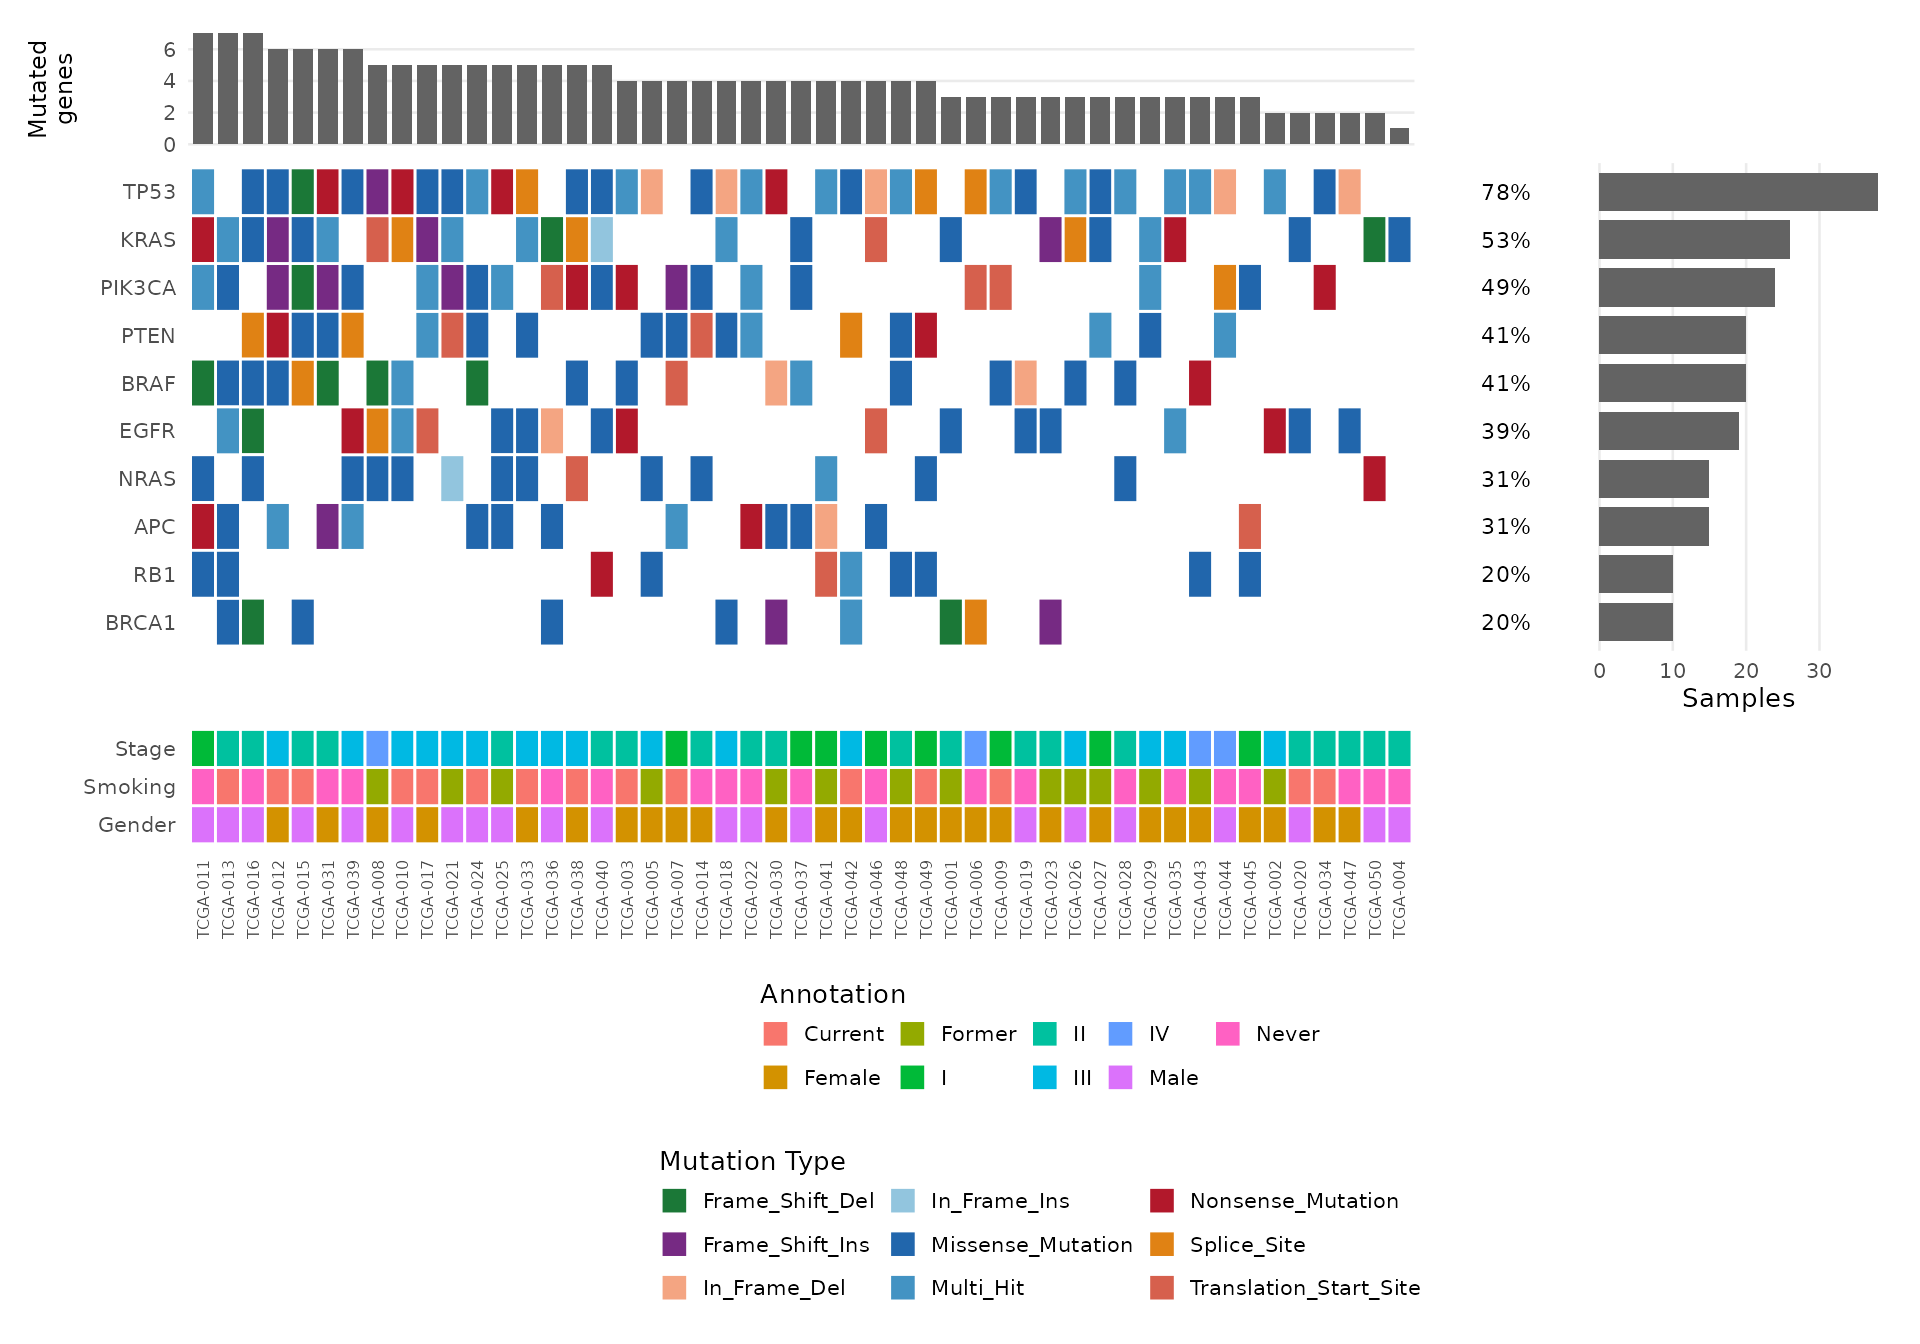 Mutated
genes
6
4
2
0
TP53
78%
KRAS
53%
PIK3CA
49%
PTEN
41%
BRAF
41%
EGFR
39%
NRAS
31%
APC
31%
RB1
20%
BRCA1
20%
0 10 20 30
Samples
Stage
Smoking
Gender
TCGA-011
TCGA-013
TCGA-016
TCGA-012
TCGA-015
TCGA-031
TCGA-039
TCGA-008
TCGA-010
TCGA-017
TCGA-021
TCGA-024
TCGA-025
TCGA-033
TCGA-036
TCGA-038
TCGA-040
TCGA-003
TCGA-005
TCGA-007
TCGA-014
TCGA-018
TCGA-022
TCGA-030
TCGA-037
TCGA-041
TCGA-042
TCGA-046
TCGA-048
TCGA-049
TCGA-001
TCGA-006
TCGA-009
TCGA-019
TCGA-023
TCGA-026
TCGA-027
TCGA-028
TCGA-029
TCGA-035
TCGA-043
TCGA-044
TCGA-045
TCGA-002
TCGA-020
TCGA-034
TCGA-047
TCGA-050
TCGA-004
Annotation
Current Former II IV Never
Female I III Male
Mutation Type
Frame_Shift_Del In_Frame_Ins Nonsense_Mutation
Frame_Shift_Ins Missense_Mutation Splice_Site
In_Frame_Del Multi_Hit Translation_Start_Site